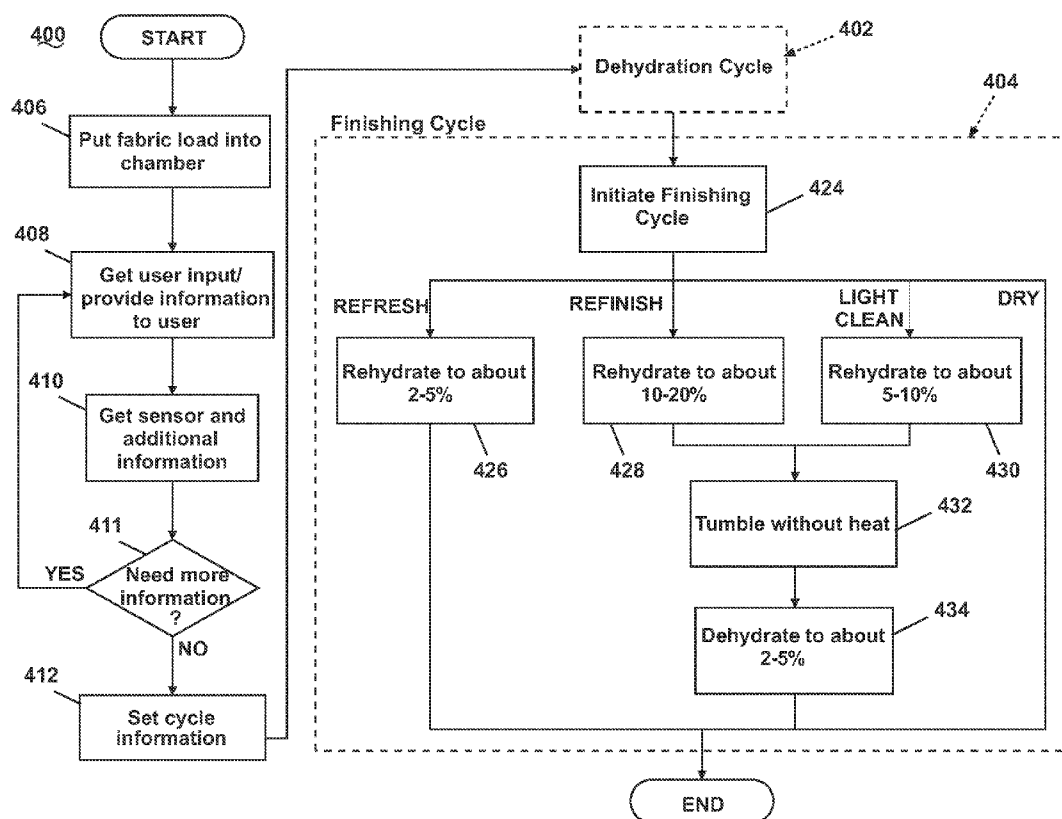 400
START
406
Put fabric load into
chamber
408
Get user input/
provide information
to user
410
Get sensor and
additional
information
411
YES
Need more
information
?
NO
412
Set cycle
information
402
Dehydration Cycle
404
Finishing Cycle
Initiate Finishing
Cycle
424
REFRESH
REFINISH
LIGHT
CLEAN
DRY
Rehydrate to about
2-5%
426
Rehydrate to about
10-20%
428
Rehydrate to about
5-10%
430
Tumble without heat
432
Dehydrate to about
2-5%
434
END